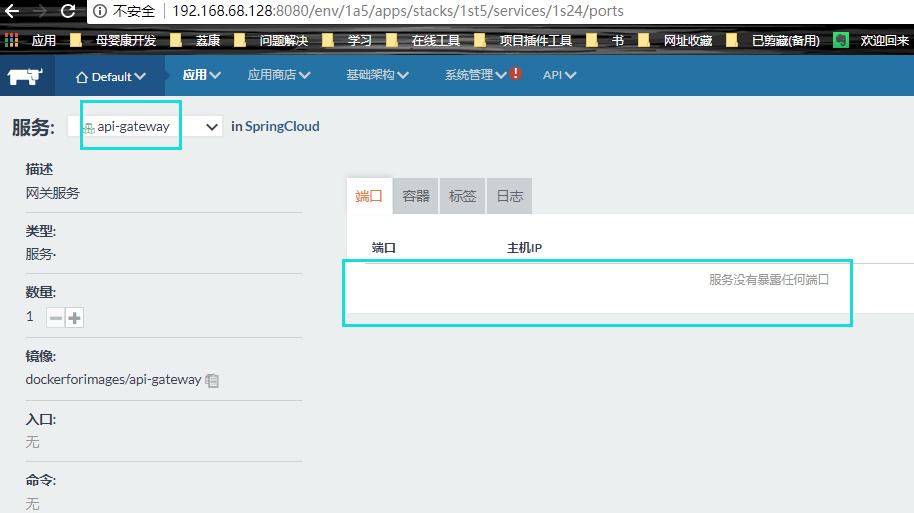 不安全 192.168.68.128:8080/env/1a5/apps/stacks/1st5/services/1s24/ports
应用 母婴康开发 荔康 问题解决 学习 在线工具 项目插件工具 书 网址收藏 已剪藏(备用) 欢迎回来
Default 应用 应用商店 基础架构 系统管理 ! API
服务: api-gateway in SpringCloud
描述
网关服务
端口 容器 标签 日志
类型:
服务·
端口 主机IP
服务没有暴露任何端口
数量:
1
镜像:
dockerforimages/api-gateway
入口:
无
命令:
无